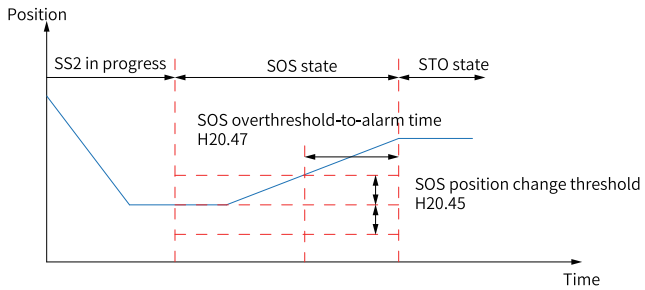 Position
SS2 in progress
SOS state
STO state
SOS overthreshold-to-alarm time
H20.47
SOS position change threshold
H20.45
Time